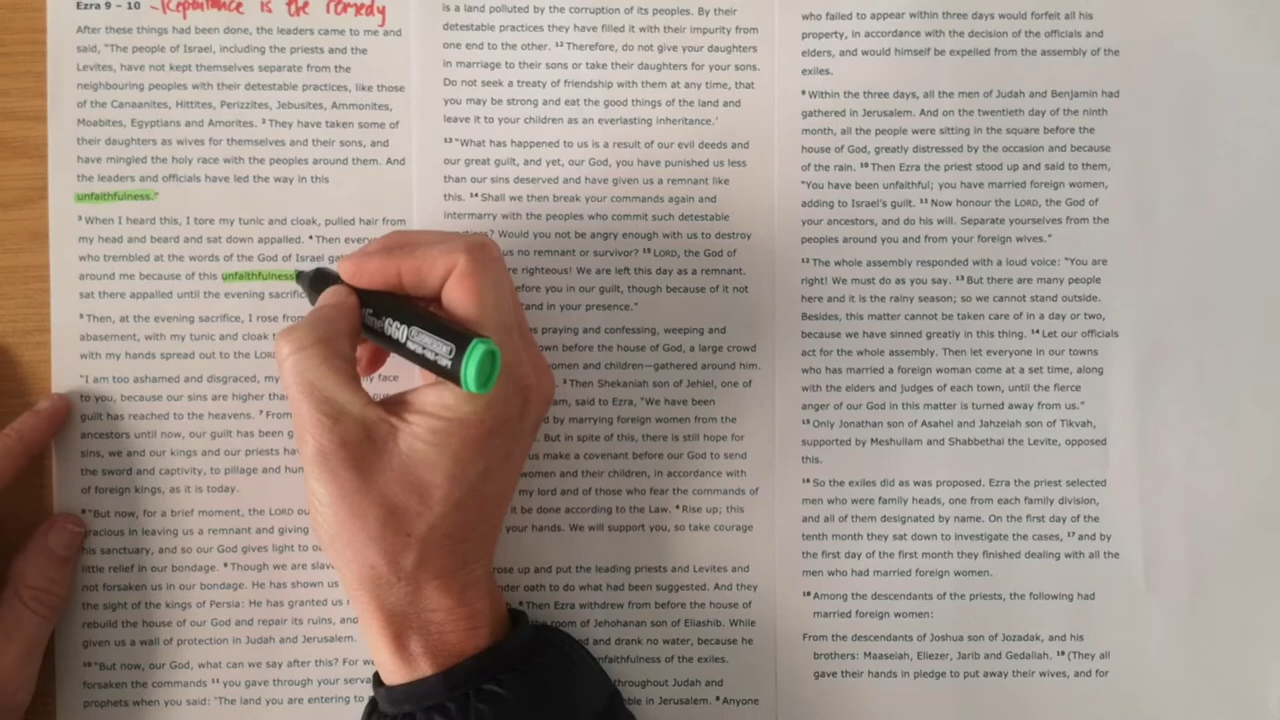 Ezra 9 – 10 - Repentance is the remedy
After these things had been done, the leaders came to me and
said, "The people of Israel, including the priests and the
Levites, have not kept themselves separate from the
neighbouring peoples with their detestable practices, like those
of the Canaanites, Hittites, Perizzites, Jebusites, Ammonites,
Moabites, Egyptians and Amorites. ² They have taken some of
their daughters as wives for themselves and their sons, and
have mingled the holy race with the peoples around them. And
the leaders and officials have led the way in this
unfaithfulness."
³ When I heard this, I tore my tunic and cloak, pulled hair from
my head and beard and sat down appalled. ⁴ Then
who trembled at the words of the God of Israel
around me because of this unfaithfulness
sat there appalled until the evening
⁵ Then, at the evening sacrifice, I rose from
abasement, with my tunic and cloak
with my hands spread out to the LORD
"I am too ashamed and disgraced, my face
to you, because our sins are higher our
guilt has reached to the heavens. ⁷ From
ancestors until now, our guilt has been
sins, we and our kings and our priests
the sword and captivity, to pillage and
of foreign kings, as it is today.
⁸ "But now, for a brief moment, the LORD
gracious in leaving us a remnant and giving
his sanctuary, and so our God gives light to
little relief in our bondage. ⁹ Though we are
not forsaken us in our bondage. He has shown us
the sight of the kings of Persia: He has granted us
rebuild the house of our God and repair its ruins, and
given us a wall of protection in Judah and Jerusalem.
¹⁰ "But now, our God, what can we say after this? For
forsaken the commands ¹¹ you gave through your
prophets when you said: 'The land you are entering to
is a land polluted by the corruption of its peoples. By their
detestable practices they have filled it with their impurity from
one end to the other. ¹² Therefore, do not give your daughters
in marriage to their sons or take their daughters for your sons.
Do not seek a treaty of friendship with them at any time, that
you may be strong and eat the good things of the land and
leave it to your children as an everlasting inheritance.'
¹³ "What has happened to us is a result of our evil deeds and
our great guilt, and yet, our God, you have punished us less
than our sins deserved and have given us a remnant like
this. ¹⁴ Shall we then break your commands again and
intermarry with the peoples who commit such detestable
Would you not be angry enough with us to destroy
us no remnant or survivor? ¹⁵ LORD, the God of
righteous! We are left this day as a remnant.
you in our guilt, though because of it not
in your presence."
praying and confessing, weeping and
down before the house of God, a large crowd
women and children—gathered around him.
² Then Shekaniah son of Jehiel, one of
said to Ezra, "We have been
by marrying foreign women from the
But in spite of this, there is still hope for
us make a covenant before our God to send
women and their children, in accordance with
my lord and of those who fear the commands of
it be done according to the Law. ⁴ Rise up; this
your hands. We will support you, so take courage
rose up and put the leading priests and Levites and
under oath to do what had been suggested. And they
⁶ Then Ezra withdrew from before the house of
the room of Jehohanan son of Eliashib. While
and drank no water, because he
unfaithfulness of the exiles.
throughout Judah and
in Jerusalem. ⁸ Anyone
who failed to appear within three days would forfeit all his
property, in accordance with the decision of the officials and
elders, and would himself be expelled from the assembly of the
exiles.
⁹ Within the three days, all the men of Judah and Benjamin had
gathered in Jerusalem. And on the twentieth day of the ninth
month, all the people were sitting in the square before the
house of God, greatly distressed by the occasion and because
of the rain. ¹⁰ Then Ezra the priest stood up and said to them,
"You have been unfaithful; you have married foreign women,
adding to Israel's guilt. ¹¹ Now honour the LORD, the God of
your ancestors, and do his will. Separate yourselves from the
peoples around you and from your foreign wives."
¹² The whole assembly responded with a loud voice: "You are
right! We must do as you say. ¹³ But there are many people
here and it is the rainy season; so we cannot stand outside.
Besides, this matter cannot be taken care of in a day or two,
because we have sinned greatly in this thing. ¹⁴ Let our officials
act for the whole assembly. Then let everyone in our towns
who has married a foreign woman come at a set time, along
with the elders and judges of each town, until the fierce
anger of our God in this matter is turned away from us."
¹⁵ Only Jonathan son of Asahel and Jahzeiah son of Tikvah,
supported by Meshullam and Shabbethai the Levite, opposed
this.
¹⁶ So the exiles did as was proposed. Ezra the priest selected
men who were family heads, one from each family division,
and all of them designated by name. On the first day of the
tenth month they sat down to investigate the cases, ¹⁷ and by
the first day of the first month they finished dealing with all the
men who had married foreign women.
¹⁸ Among the descendants of the priests, the following had
married foreign women:
From the descendants of Joshua son of Jozadak, and his
brothers: Maaseiah, Eliezer, Jarib and Gedaliah. ¹⁹ (They all
gave their hands in pledge to put away their wives, and for
660